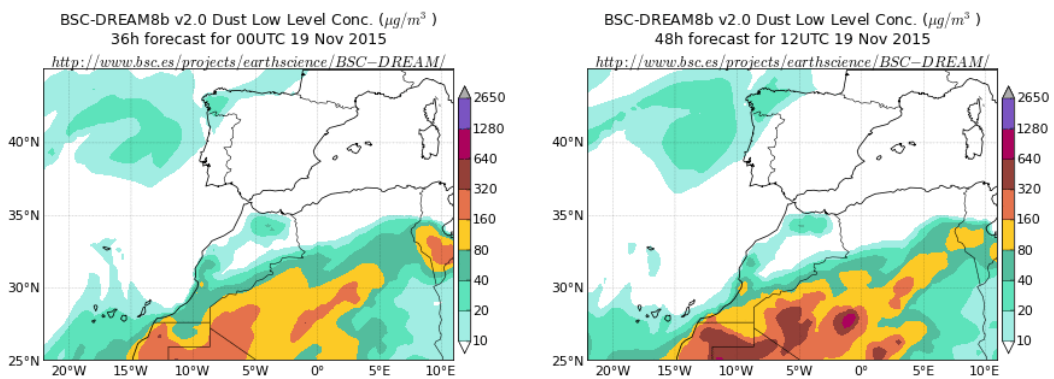 BSC-DREAM8b v2.0 Dust Low Level Conc. (μg/m³ )
36h forecast for 00UTC 19 Nov 2015
http://www.bsc.es/projects/earthscience/BSC−DREAM/
40°N
35°N
30°N
25°N
20°W
15°W
10°W
5°W
0°
5°E
10°E
2650
1280
640
320
160
80
40
20
10
BSC-DREAM8b v2.0 Dust Low Level Conc. (μg/m³ )
48h forecast for 12UTC 19 Nov 2015
http://www.bsc.es/projects/earthscience/BSC−DREAM/
40°N
35°N
30°N
25°N
20°W
15°W
10°W
5°W
0°
5°E
10°E
2650
1280
640
320
160
80
40
20
10